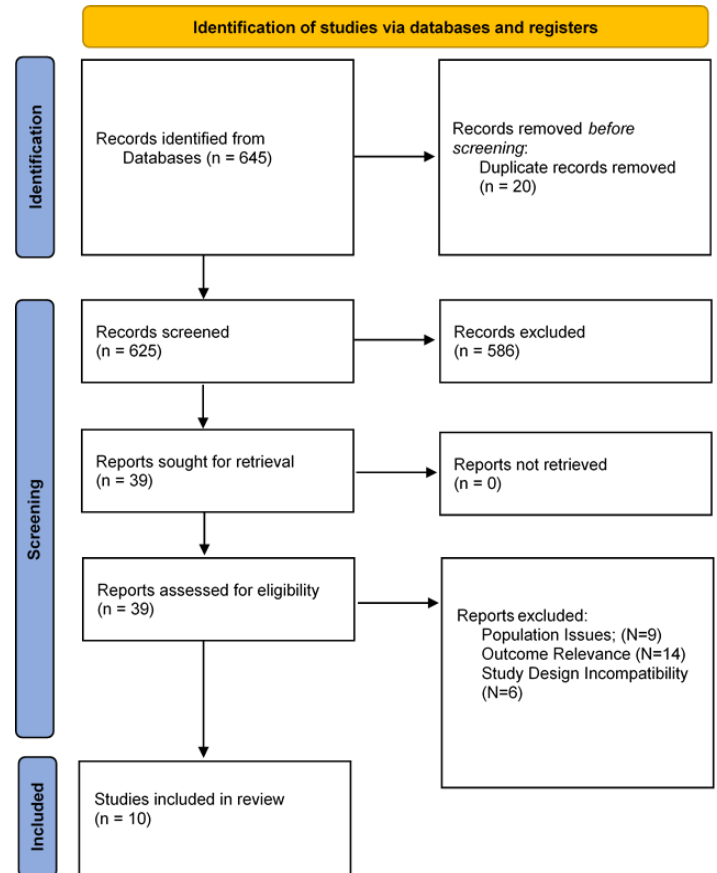 Identification of studies via databases and registers
Identification
Records identified from
Databases (n = 645)
Records removed before
screening:
Duplicate records removed
(n = 20)
Screening
Records screened
(n = 625)
Records excluded
(n = 586)
Reports sought for retrieval
(n = 39)
Reports not retrieved
(n = 0)
Reports assessed for eligibility
(n = 39)
Reports excluded:
Population Issues; (N=9)
Outcome Relevance (N=14)
Study Design Incompatibility
(N=6)
Included
Studies included in review
(n = 10)